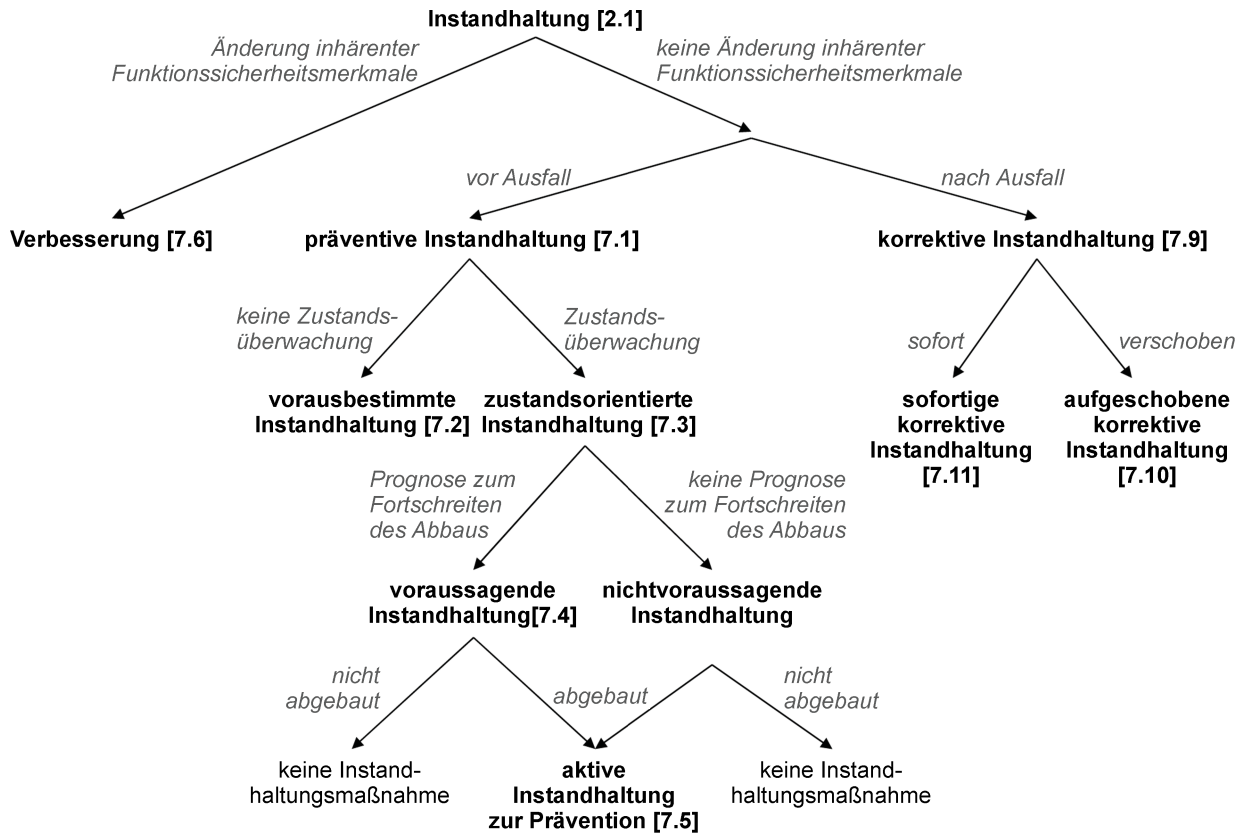 Instandhaltung [2.1]
Änderung inhärenter
Funktionssicherheitsmerkmale
keine Änderung inhärenter
Funktionssicherheitsmerkmale
vor Ausfall
nach Ausfall
Verbesserung [7.6]
präventive Instandhaltung [7.1]
korrektive Instandhaltung [7.9]
keine Zustands-
überwachung
Zustands-
überwachung
sofort
verschoben
vorausbestimmte
Instandhaltung [7.2]
zustandsorientierte
Instandhaltung [7.3]
sofortige
korrektive
Instandhaltung
[7.11]
aufgeschobene
korrektive
Instandhaltung
[7.10]
Prognose zum
Fortschreiten
des Abbaus
keine Prognose
zum Fortschreiten
des Abbaus
voraussagende
Instandhaltung[7.4]
nichtvoraussagende
Instandhaltung
nicht
abgebaut
abgebaut
nicht
abgebaut
keine Instand-
haltungsmaßnahme
aktive
Instandhaltung
zur Prävention [7.5]
keine Instand-
haltungsmaßnahme